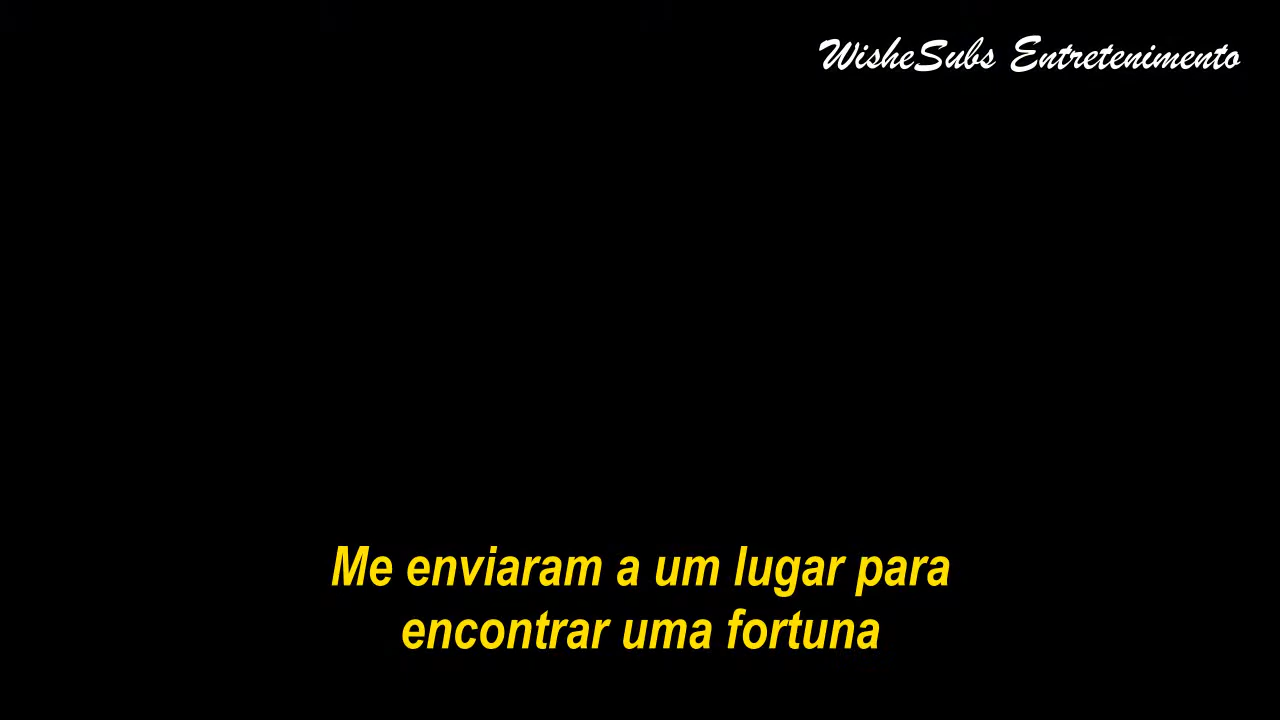 WisheSubs Entretenimento
Me enviaram a um lugar para
encontrar uma fortuna